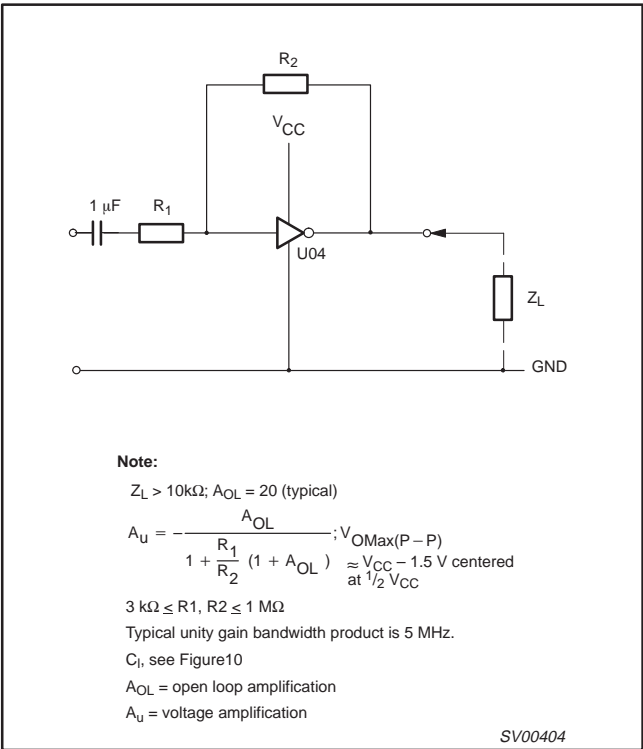 R2
VCC
1 μF
R1
U04
ZL
GND
Note:
ZL > 10kΩ; AOL = 20 (typical)
Au = − AOL / 1 + R1/R2 (1 + AOL ) ; VOMax(P − P) ≈ VCC – 1.5 V centered
at 1/2 VCC
3 kΩ ≤ R1, R2 ≤ 1 MΩ
Typical unity gain bandwidth product is 5 MHz.
CI, see Figure10
AOL = open loop amplification
Au = voltage amplification
SV00404